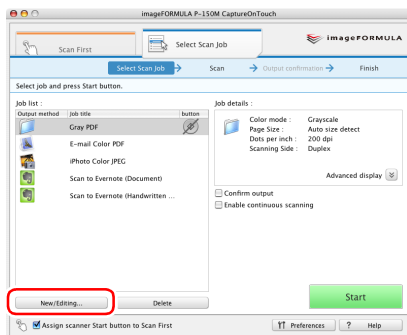 imageFORMULA P-150M CaptureOnTouch
Scan First
Select Scan Job
imageFORMULA
Select Scan Job
Scan
Output confirmation
Finish
Select job and press Start button.
Job list :
Output method Job title button
Gray PDF
E-mail Color PDF
iPhoto Color JPEG
Scan to Evernote (Document)
Scan to Evernote (Handwritten ...
New/Editing...
Delete
Job details :
Color mode : Grayscale
Page Size : Auto size detect
Dots per inch : 200 dpi
Scanning Side : Duplex
Advanced display
Confirm output
Enable continuous scanning
Start
Assign scanner Start button to Scan First
Preferences
? Help